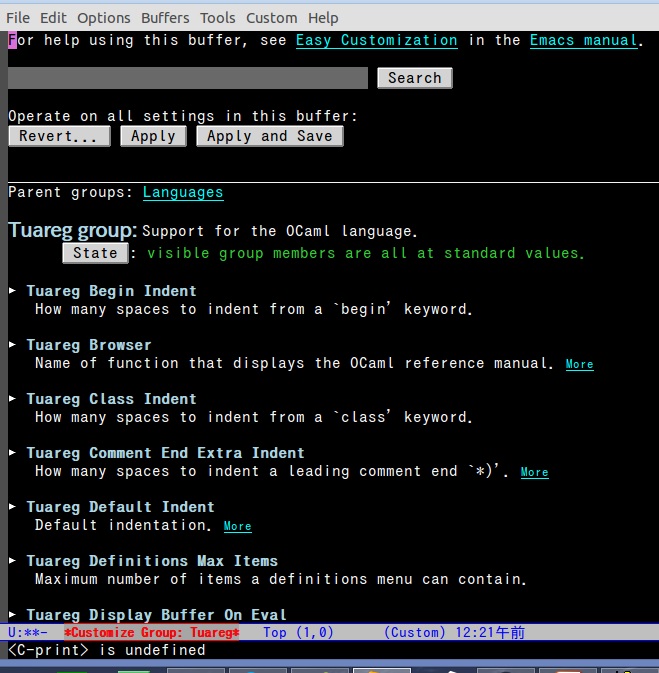 File Edit Options Buffers Tools Custom Help
For help using this buffer, see Easy Customization in the Emacs manual.
Search
Operate on all settings in this buffer:
Revert... Apply Apply and Save
Parent groups: Languages
Tuareg group: Support for the OCaml language.
State : visible group members are all at standard values.
▸ Tuareg Begin Indent
How many spaces to indent from a `begin' keyword.
▸ Tuareg Browser
Name of function that displays the OCaml reference manual. More
▸ Tuareg Class Indent
How many spaces to indent from a `class' keyword.
▸ Tuareg Comment End Extra Indent
How many spaces to indent a leading comment end `*)'. More
▸ Tuareg Default Indent
Default indentation. More
▸ Tuareg Definitions Max Items
Maximum number of items a definitions menu can contain.
▸ Tuareg Display Buffer On Eval
U:**- *Customize Group: Tuareg* Top (1,0) (Custom) 12:21午前
<C-print> is undefined